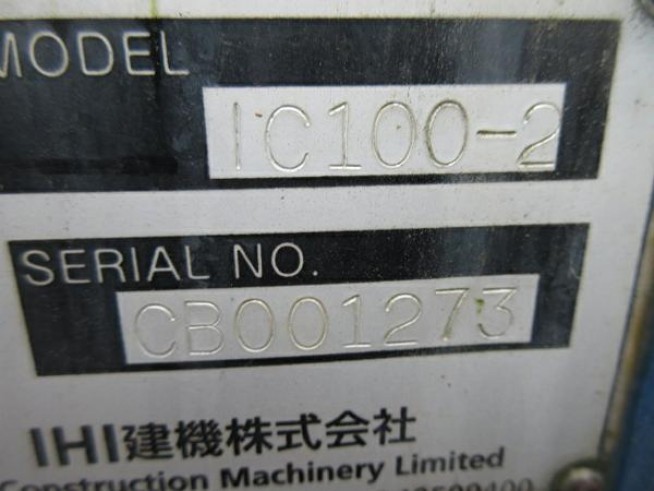 MODEL
IC100-2
SERIAL NO.
CB001273
IHI建機株式会社
Construction Machinery Limited